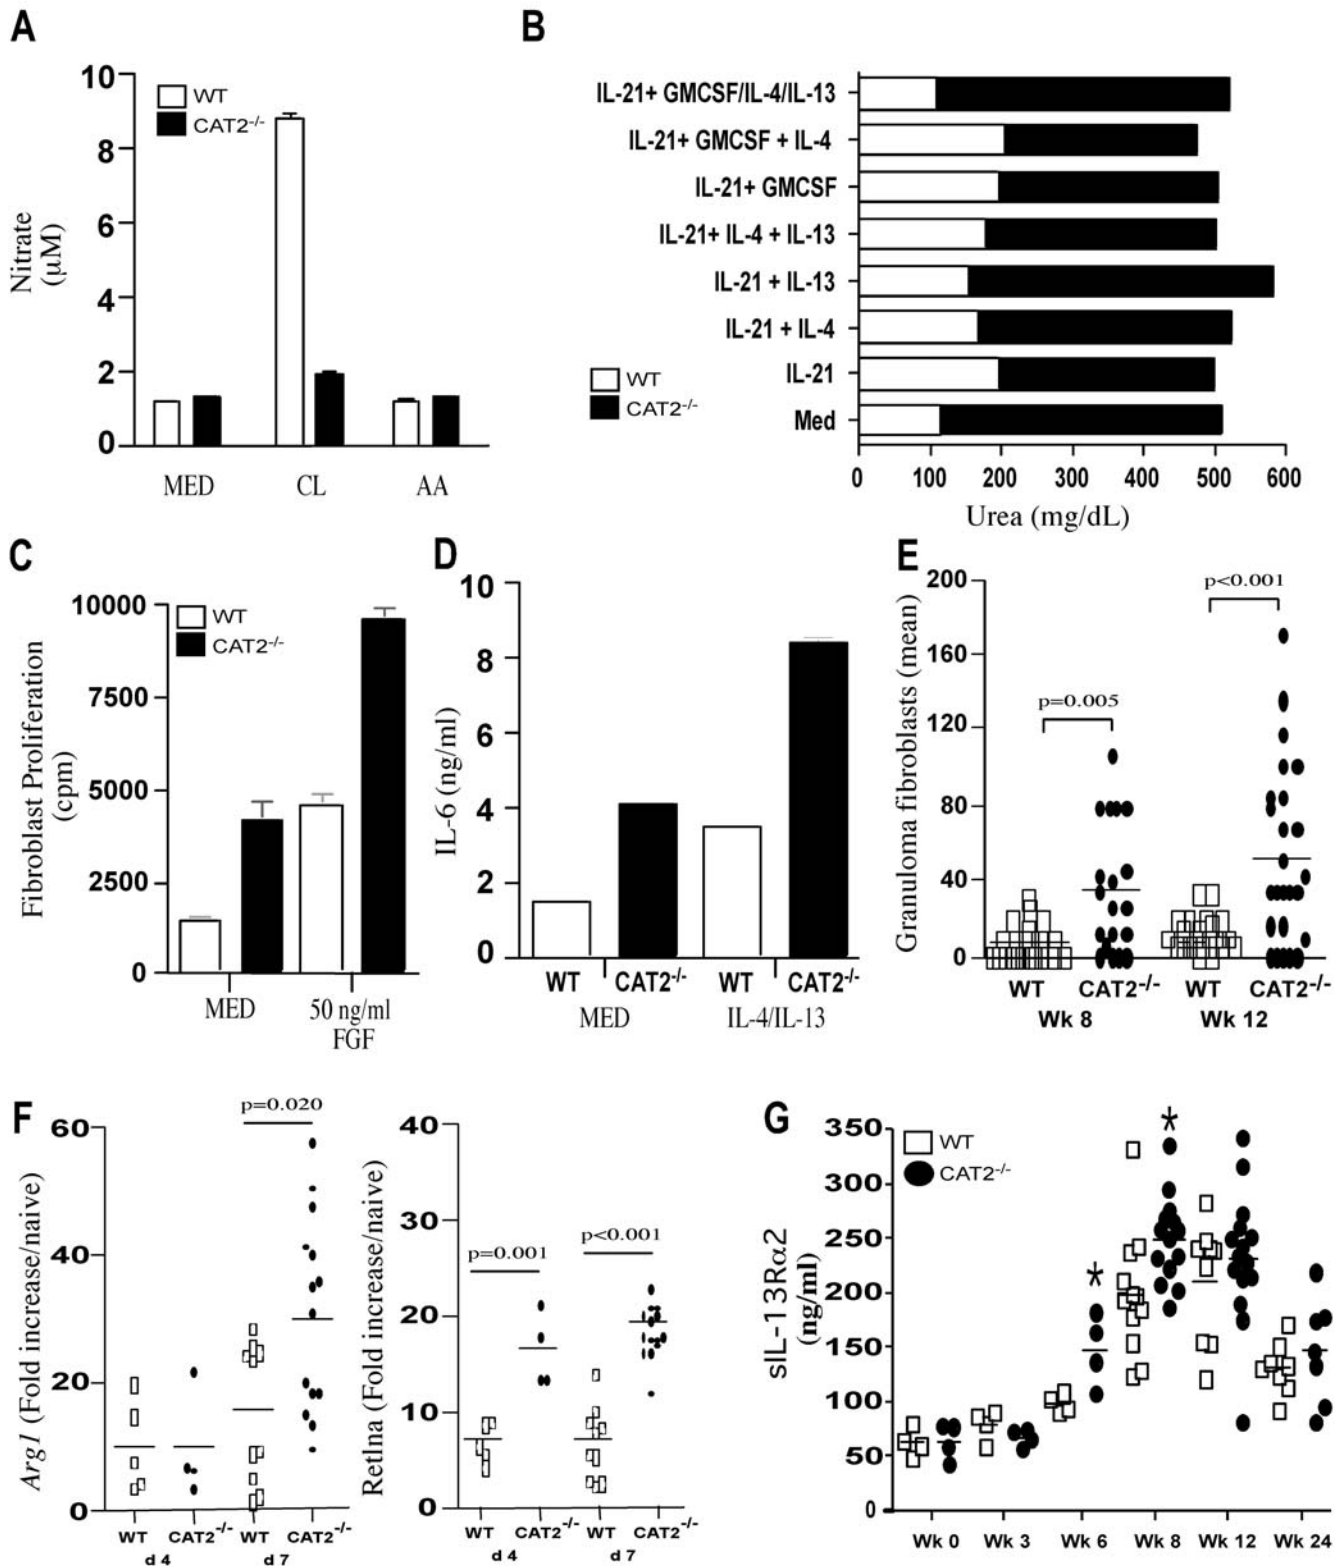 A
Nitrate
(μM)
10
8
6
4
2
0
WT
CAT2-/-
MED CL AA
B
IL-21+ GMCSF/IL-4/IL-13
IL-21+ GMCSF + IL-4
IL-21+ GMCSF
IL-21+ IL-4 + IL-13
IL-21 + IL-13
IL-21 + IL-4
IL-21
Med
WT
CAT2-/-
0 100 200 300 400 500 600
Urea (mg/dL)
C
Fibroblast Proliferation
(cpm)
10000
7500
5000
2500
0
WT
CAT2-/-
MED 50 ng/ml
FGF
D
IL-6 (ng/ml)
10
8
6
4
2
0
WT CAT2-/- WT CAT2-/-
MED IL-4/IL-13
E
Granuloma fibroblasts (mean)
200
160
120
80
40
0
p=0.005
p<0.001
WT CAT2-/- WT CAT2-/-
Wk 8 Wk 12
F
Arg1 (Fold increase/naive)
60
40
20
0
p=0.020
WT CAT2-/- WT CAT2-/-
d 4 d 7
Retlna (Fold increase/naive)
40
30
20
10
0
p=0.001
p<0.001
WT CAT2-/- WT CAT2-/-
d 4 d 7
G
sIL-13Rα2
(ng/ml)
350
300
250
200
150
100
50
0
WT
CAT2-/-
*
*
Wk 0 Wk 3 Wk 6 Wk 8 Wk 12 Wk 24